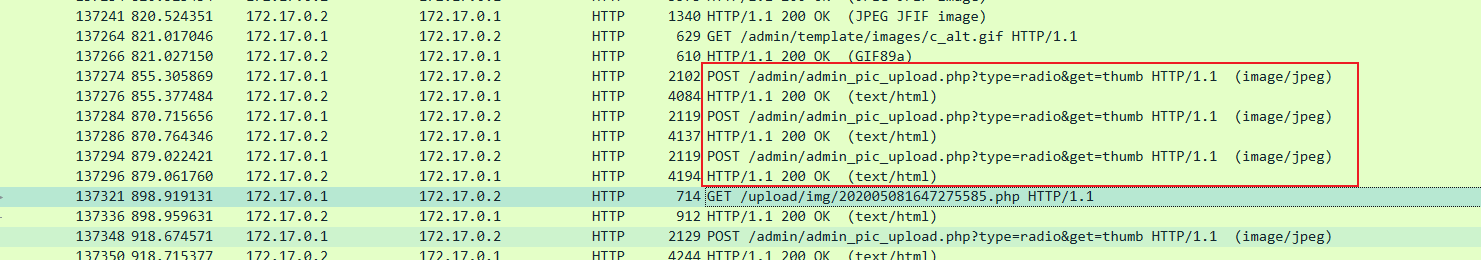 137241 820.524351 172.17.0.2 172.17.0.1 HTTP 1340 HTTP/1.1 200 OK (JPEG JFIF image)
137264 821.017046 172.17.0.1 172.17.0.2 HTTP 629 GET /admin/template/images/c_alt.gif HTTP/1.1
137266 821.027150 172.17.0.2 172.17.0.1 HTTP 610 HTTP/1.1 200 OK (GIF89a)
137274 855.305869 172.17.0.1 172.17.0.2 HTTP 2102 POST /admin/admin_pic_upload.php?type=radio&get=thumb HTTP/1.1 (image/jpeg)
137276 855.377484 172.17.0.2 172.17.0.1 HTTP 4084 HTTP/1.1 200 OK (text/html)
137284 870.715656 172.17.0.1 172.17.0.2 HTTP 2119 POST /admin/admin_pic_upload.php?type=radio&get=thumb HTTP/1.1 (image/jpeg)
137286 870.764346 172.17.0.2 172.17.0.1 HTTP 4137 HTTP/1.1 200 OK (text/html)
137294 879.022421 172.17.0.1 172.17.0.2 HTTP 2119 POST /admin/admin_pic_upload.php?type=radio&get=thumb HTTP/1.1 (image/jpeg)
137296 879.061760 172.17.0.2 172.17.0.1 HTTP 4194 HTTP/1.1 200 OK (text/html)
137321 898.919131 172.17.0.1 172.17.0.2 HTTP 714 GET /upload/img/202005081647275585.php HTTP/1.1
137336 898.959631 172.17.0.2 172.17.0.1 HTTP 912 HTTP/1.1 200 OK (text/html)
137348 918.674571 172.17.0.1 172.17.0.2 HTTP 2129 POST /admin/admin_pic_upload.php?type=radio&get=thumb HTTP/1.1 (image/jpeg)
137350 918.715377 172.17.0.2 172.17.0.1 HTTP 4244 HTTP/1.1 200 OK (text/html)